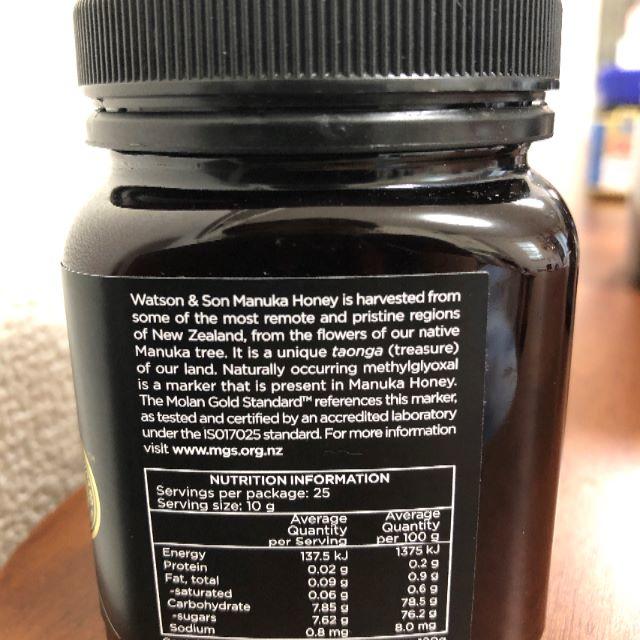 Watson & Son Manuka Honey is harvested from
some of the most remote and pristine regions
of New Zealand, from the flowers of our native
Manuka tree. It is a unique taonga (treasure)
of our land. Naturally occurring methylglyoxal
is a marker that is present in Manuka Honey.
The Molan Gold Standard™ references this marker,
as tested and certified by an accredited laboratory
under the ISO17025 standard. For more information
visit www.mgs.org.nz
NUTRITION INFORMATION
Servings per package: 25
Serving size: 10 g
Average Quantity per Serving Average Quantity per 100 g
Energy 137.5 kJ 1375 kJ
Protein 0.02 g 0.2 g
Fat, total 0.09 g 0.9 g
-saturated 0.06 g 0.6 g
Carbohydrate 7.85 g 78.5 g
-sugars 7.62 g 76.2 g
Sodium 0.8 mg 8.0 mg